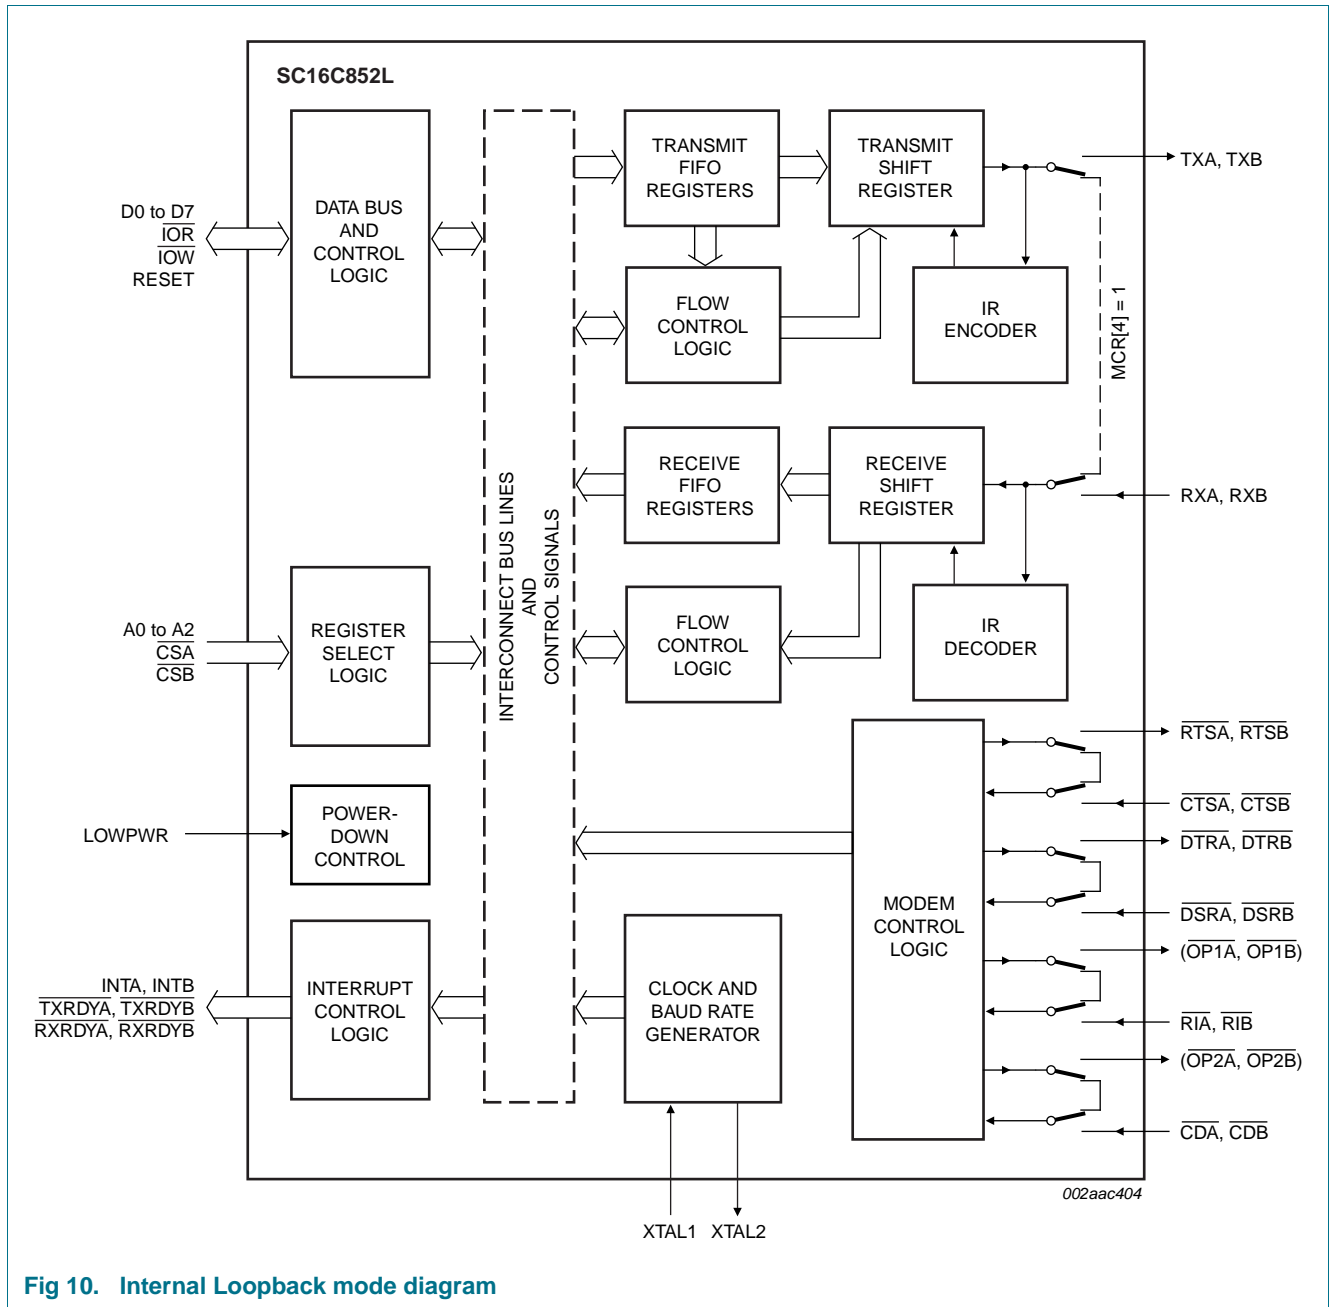 SC16C852L
D0 to D7
IOR
IOW
RESET
DATA BUS
AND
CONTROL
LOGIC
TRANSMIT
FIFO
REGISTERS
TRANSMIT
SHIFT
REGISTER
TXA, TXB
FLOW
CONTROL
LOGIC
IR
ENCODER
MCR[4] = 1
INTERCONNECT BUS LINES
AND
CONTROL SIGNALS
RECEIVE
FIFO
REGISTERS
RECEIVE
SHIFT
REGISTER
RXA, RXB
A0 to A2
CSA
CSB
REGISTER
SELECT
LOGIC
FLOW
CONTROL
LOGIC
IR
DECODER
LOWPWR
POWER-
DOWN
CONTROL
MODEM
CONTROL
LOGIC
RTSA, RTSB
CTSA, CTSB
DTRA, DTRB
DSRA, DSRB
(OP1A, OP1B)
RIA, RIB
(OP2A, OP2B)
CDA, CDB
INTA, INTB
TXRDYA, TXRDYB
RXRDYA, RXRDYB
INTERRUPT
CONTROL
LOGIC
CLOCK AND
BAUD RATE
GENERATOR
XTAL1 XTAL2
002aac404
Fig 10. Internal Loopback mode diagram